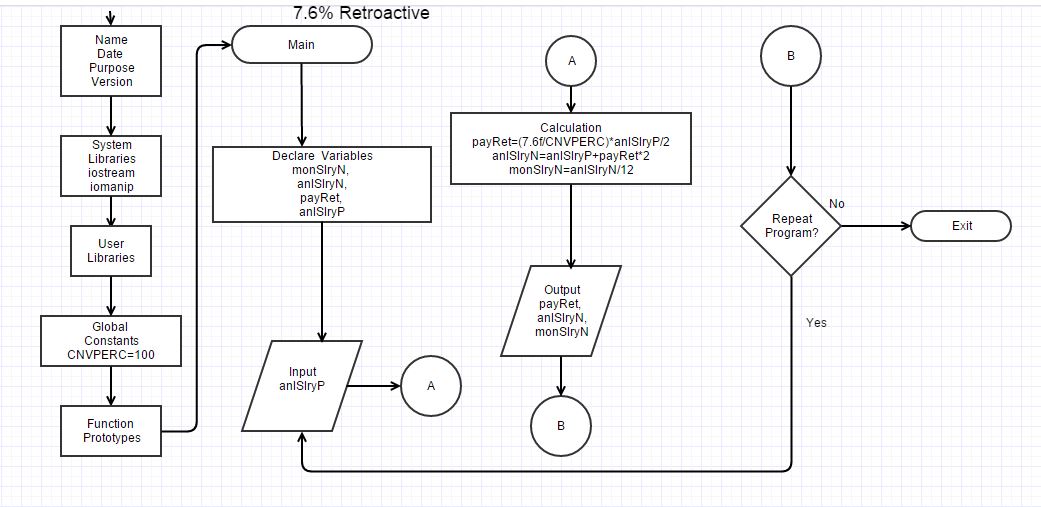 7.6% Retroactive
Name
Date
Purpose
Version
System
Libraries
iostream
iomanip
User
Libraries
Global
Constants
CNVPERC=100
Function
Prototypes
Main
Declare Variables
monSlryN,
anlSlryN,
payRet,
anlSlryP
Input
anlSlryP
A
A
Calculation
payRet=(7.6f/CNVPERC)*anlSlryP/2
anlSlryN=anlSlryP+payRet*2
monSlryN=anlSlryN/12
Output
payRet,
anlSlryN,
monSlryN
B
B
Repeat
Program?
No
Exit
Yes